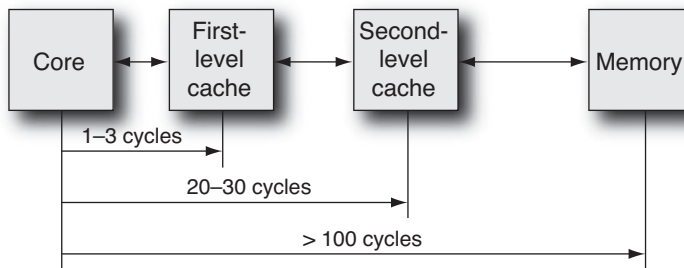 Core
First-
level
cache
Second-
level
cache
Memory
1–3 cycles
20–30 cycles
> 100 cycles